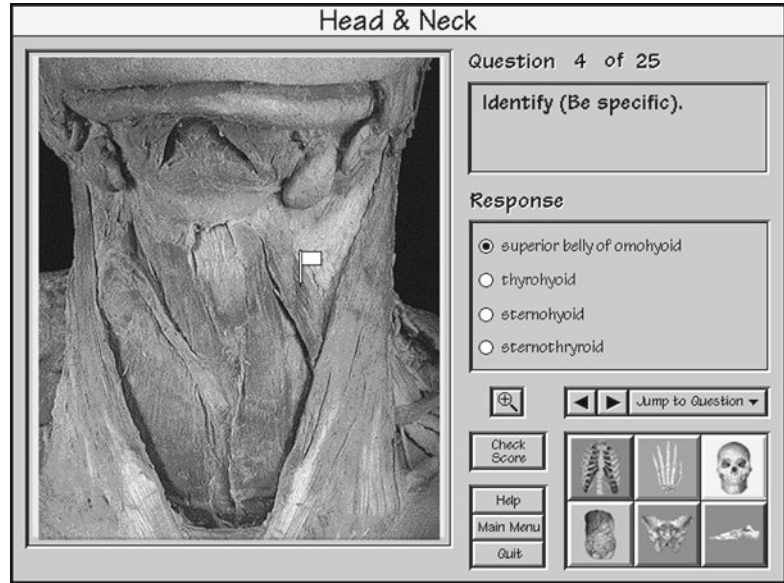 Head & Neck
Question 4 of 25
Identify (Be specific).
Response
superior belly of omohyoid
thyrohyoid
sternohyoid
sternothryroid
Jump to Question
Check
Score
Help
Main Menu
Quit